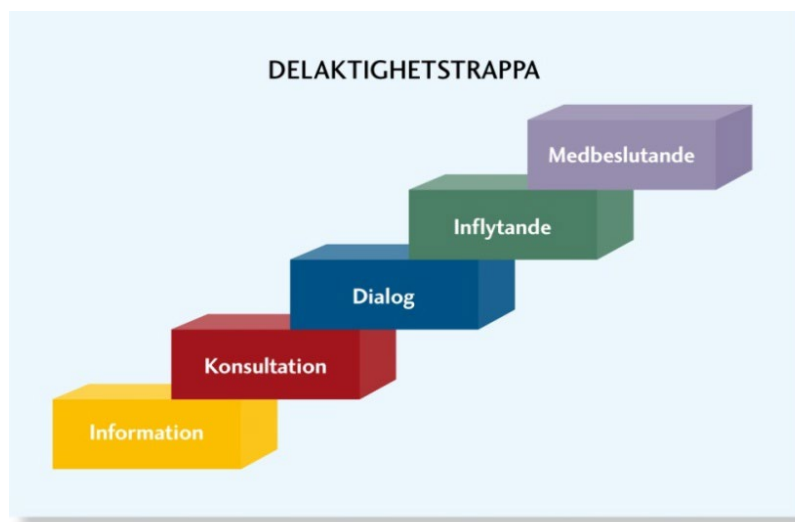 DELAKTIGHETSTRAPPA
Medbeslutande
Inflytande
Dialog
Konsultation
Information